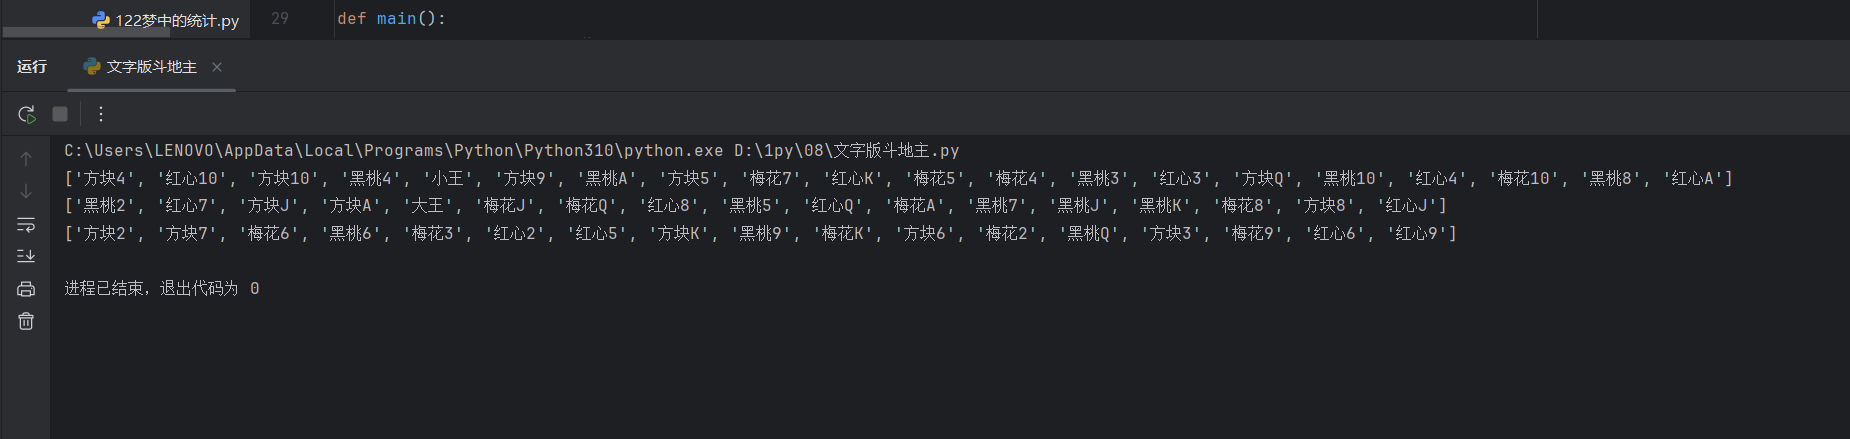 122梦中的统计.py 29 def main():
运行 文字版斗地主
C:\Users\LENOVO\AppData\Local\Programs\Python\Python310\python.exe D:\1py\08\文字版斗地主.py
['方块4', '红心10', '方块10', '黑桃4', '小王', '方块9', '黑桃A', '方块5', '梅花7', '红心K', '梅花5', '梅花4', '黑桃3', '红心3', '方块Q', '黑桃10', '红心4', '梅花10', '黑桃8', '红心A']
['黑桃2', '红心7', '方块J', '方块A', '大王', '梅花J', '梅花Q', '红心8', '黑桃5', '红心Q', '梅花A', '黑桃7', '黑桃J', '黑桃K', '梅花8', '方块8', '红心J']
['方块2', '方块7', '梅花6', '黑桃6', '梅花3', '红心2', '红心5', '方块K', '黑桃9', '梅花K', '方块6', '梅花2', '黑桃Q', '方块3', '梅花9', '红心6', '红心9']
进程已结束，退出代码为 0